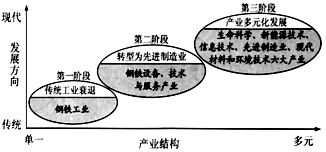 现代
发展方向
传统
第三阶段
产业多元化发展
生命科学、新能源技术、
信息技术、先进制造业、现代
材料和环境技术六大产业
第二阶段
转型为先进制造业
钢铁设备、技术
与服务产业
第一阶段
传统工业衰退
钢铁工业
单一
产业结构
多元